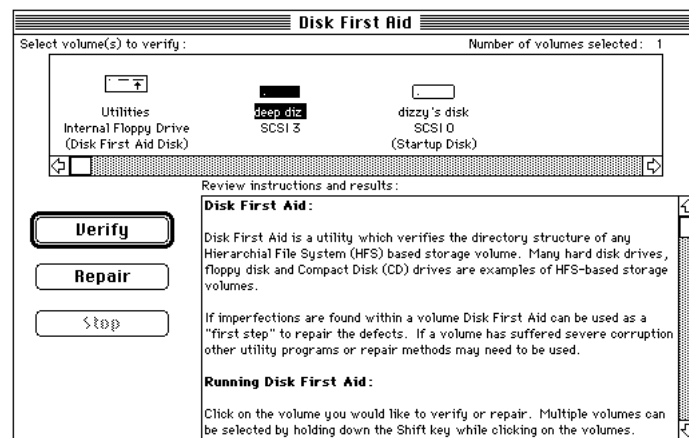 Disk First Aid
Select volume(s) to verify:
Number of volumes selected: 1
Utilities
Internal Floppy Drive
(Disk First Aid Disk)
deep diz
SCSI 3
dizzy's disk
SCSI 0
(Startup Disk)
Review instructions and results:
Verify
Repair
Stop
Disk First Aid:
Disk First Aid is a utility which verifies the directory structure of any
Hierarchial File System (HFS) based storage volume. Many hard disk drives,
floppy disk and Compact Disk (CD) drives are examples of HFS-based storage
volumes.
If imperfections are found within a volume Disk First Aid can be used as a
"first step" to repair the defects. If a volume has suffered severe corruption
other utility programs or repair methods may need to be used.
Running Disk First Aid:
Click on the volume you would like to verify or repair. Multiple volumes can
be selected by holding down the Shift key while clicking on the volumes.